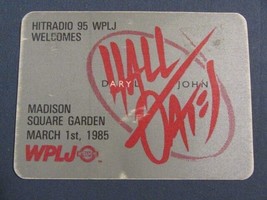 HITRADIO 95 WPLJ
WELCOMES
HALL
DARYL JOHN
OATES
MADISON
SQUARE GARDEN
MARCH 1st, 1985
WPLJ